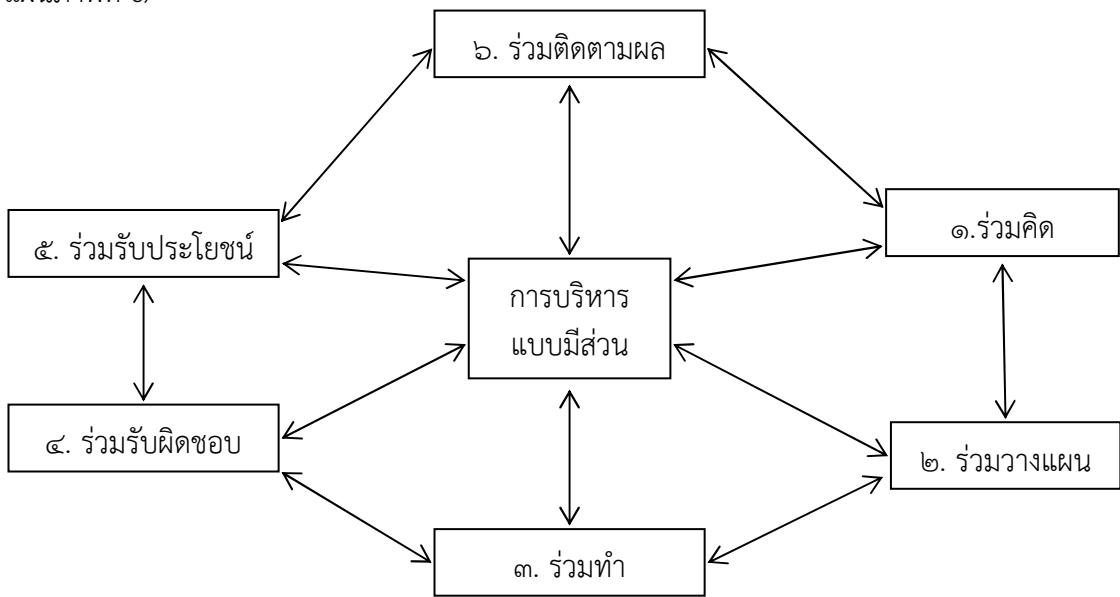 ๖. ร่วมติดตามผล
๕. ร่วมรับประโยชน์
๑.ร่วมคิด
การบริหาร
แบบมีส่วน
๔. ร่วมรับผิดชอบ
๒. ร่วมวางแผน
๓. ร่วมทำ